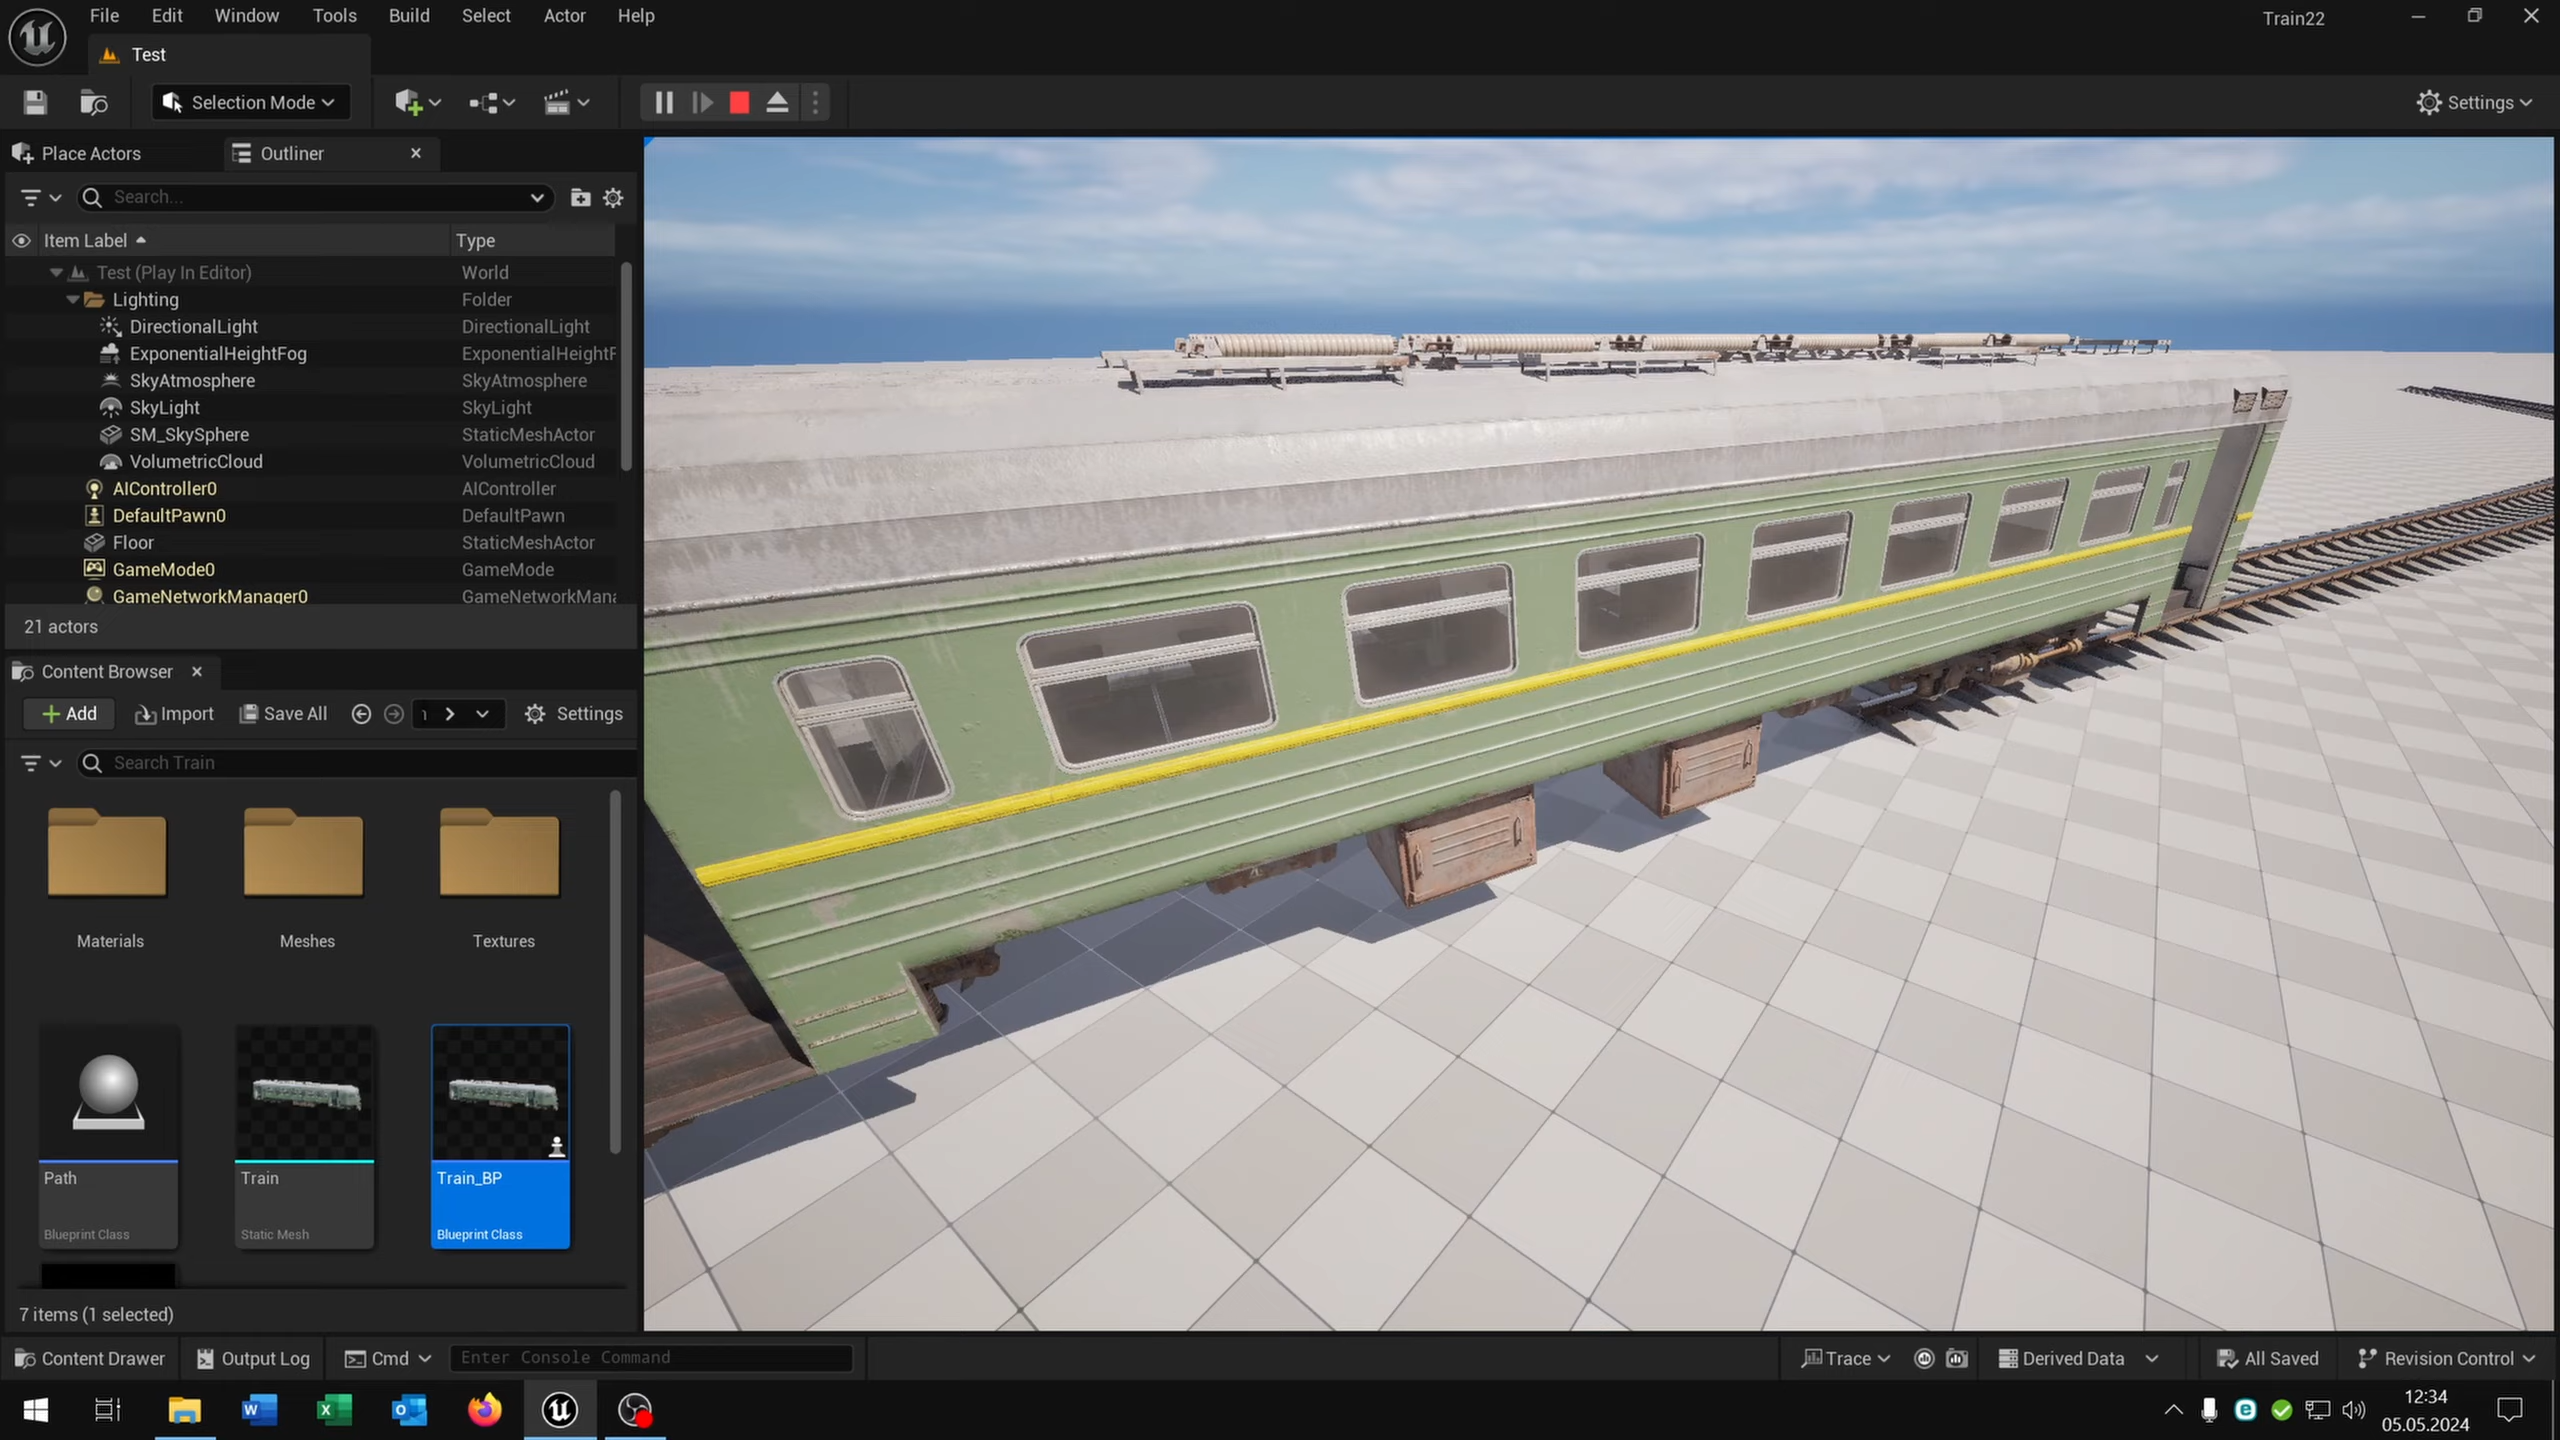 File Edit Window Tools Build Select Actor Help
Train22
Test
Selection Mode
Settings
Place Actors
Outliner
Search...
Item Label Type
Test (Play In Editor) World
Lighting Folder
DirectionalLight DirectionalLight
ExponentialHeightFog ExponentialHeightF
SkyAtmosphere SkyAtmosphere
SkyLight SkyLight
SM_SkySphere StaticMeshActor
VolumetricCloud VolumetricCloud
AIController0 AIController
DefaultPawn0 DefaultPawn
Floor StaticMeshActor
GameMode0 GameMode
GameNetworkManager0 GameNetworkMana
21 actors
Content Browser
Add Import Save All Settings
Search Train
Materials Meshes Textures
Path Train Train_BP
Blueprint Class Static Mesh Blueprint Class
7 items (1 selected)
Content Drawer Output Log Cmd Enter Console Command Trace Derived Data All Saved Revision Control
12:34
05.05.2024